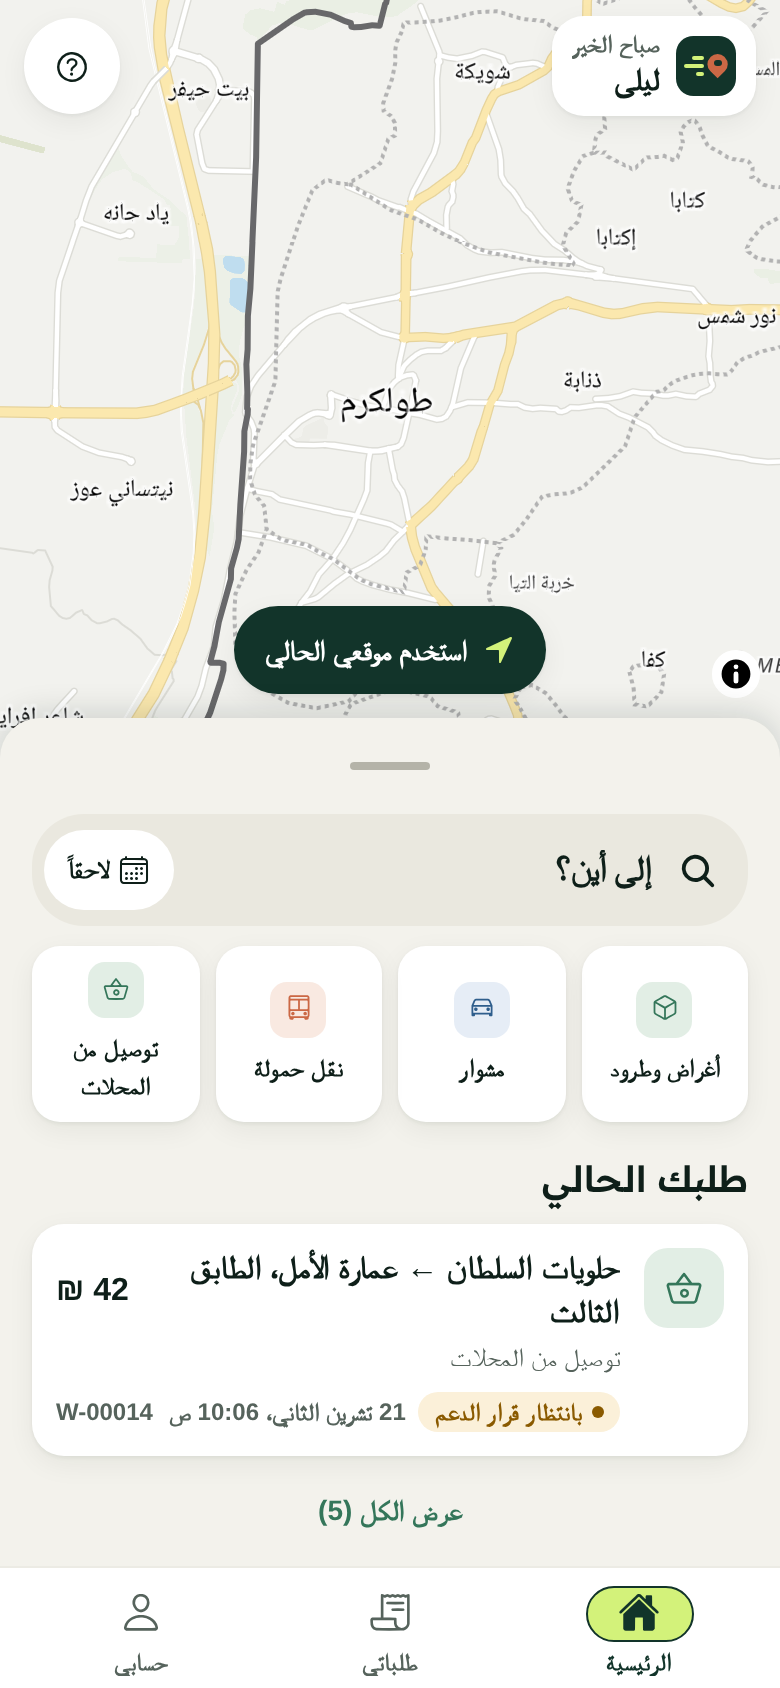 صباح الخير
ليلى
شويكة
بيت حيفر
كتابا
ياد حانه
إكتابا
نور شمس
ذنابة
طولكرم
نيتساني عوز
خربة التيا
استخدم موقعي الحالي
كفا
إلى أين؟
لاحقاً
أغراض وطرود
مشوار
نقل حمولة
توصيل من
المحلات
طلبك الحالي
حلويات السلطان ← عمارة الأمل، الطابق
الثالث
42 ₪
توصيل من المحلات
بانتظار قرار الدعم
21 تشرين الثاني، 10:06 ص
W-00014
عرض الكل (5)
الرئيسية
طلباتي
حسابي